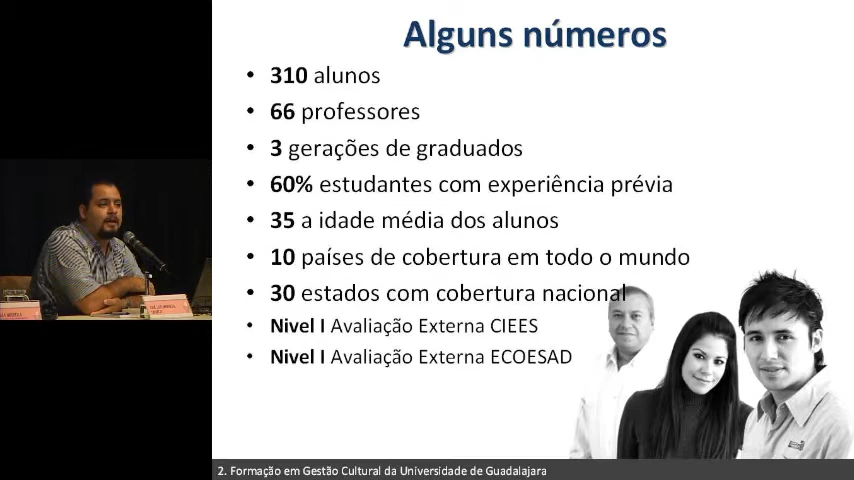 Alguns números
• 310 alunos
• 66 professores
• 3 gerações de graduados
• 60% estudantes com experiência prévia
• 35 a idade média dos alunos
• 10 países de cobertura em todo o mundo
• 30 estados com cobertura nacional
• Nivel I Avaliação Externa CIEES
• Nivel I Avaliação Externa ECOESAD
2. Formação em Gestão Cultural da Universidade de Guadalajara